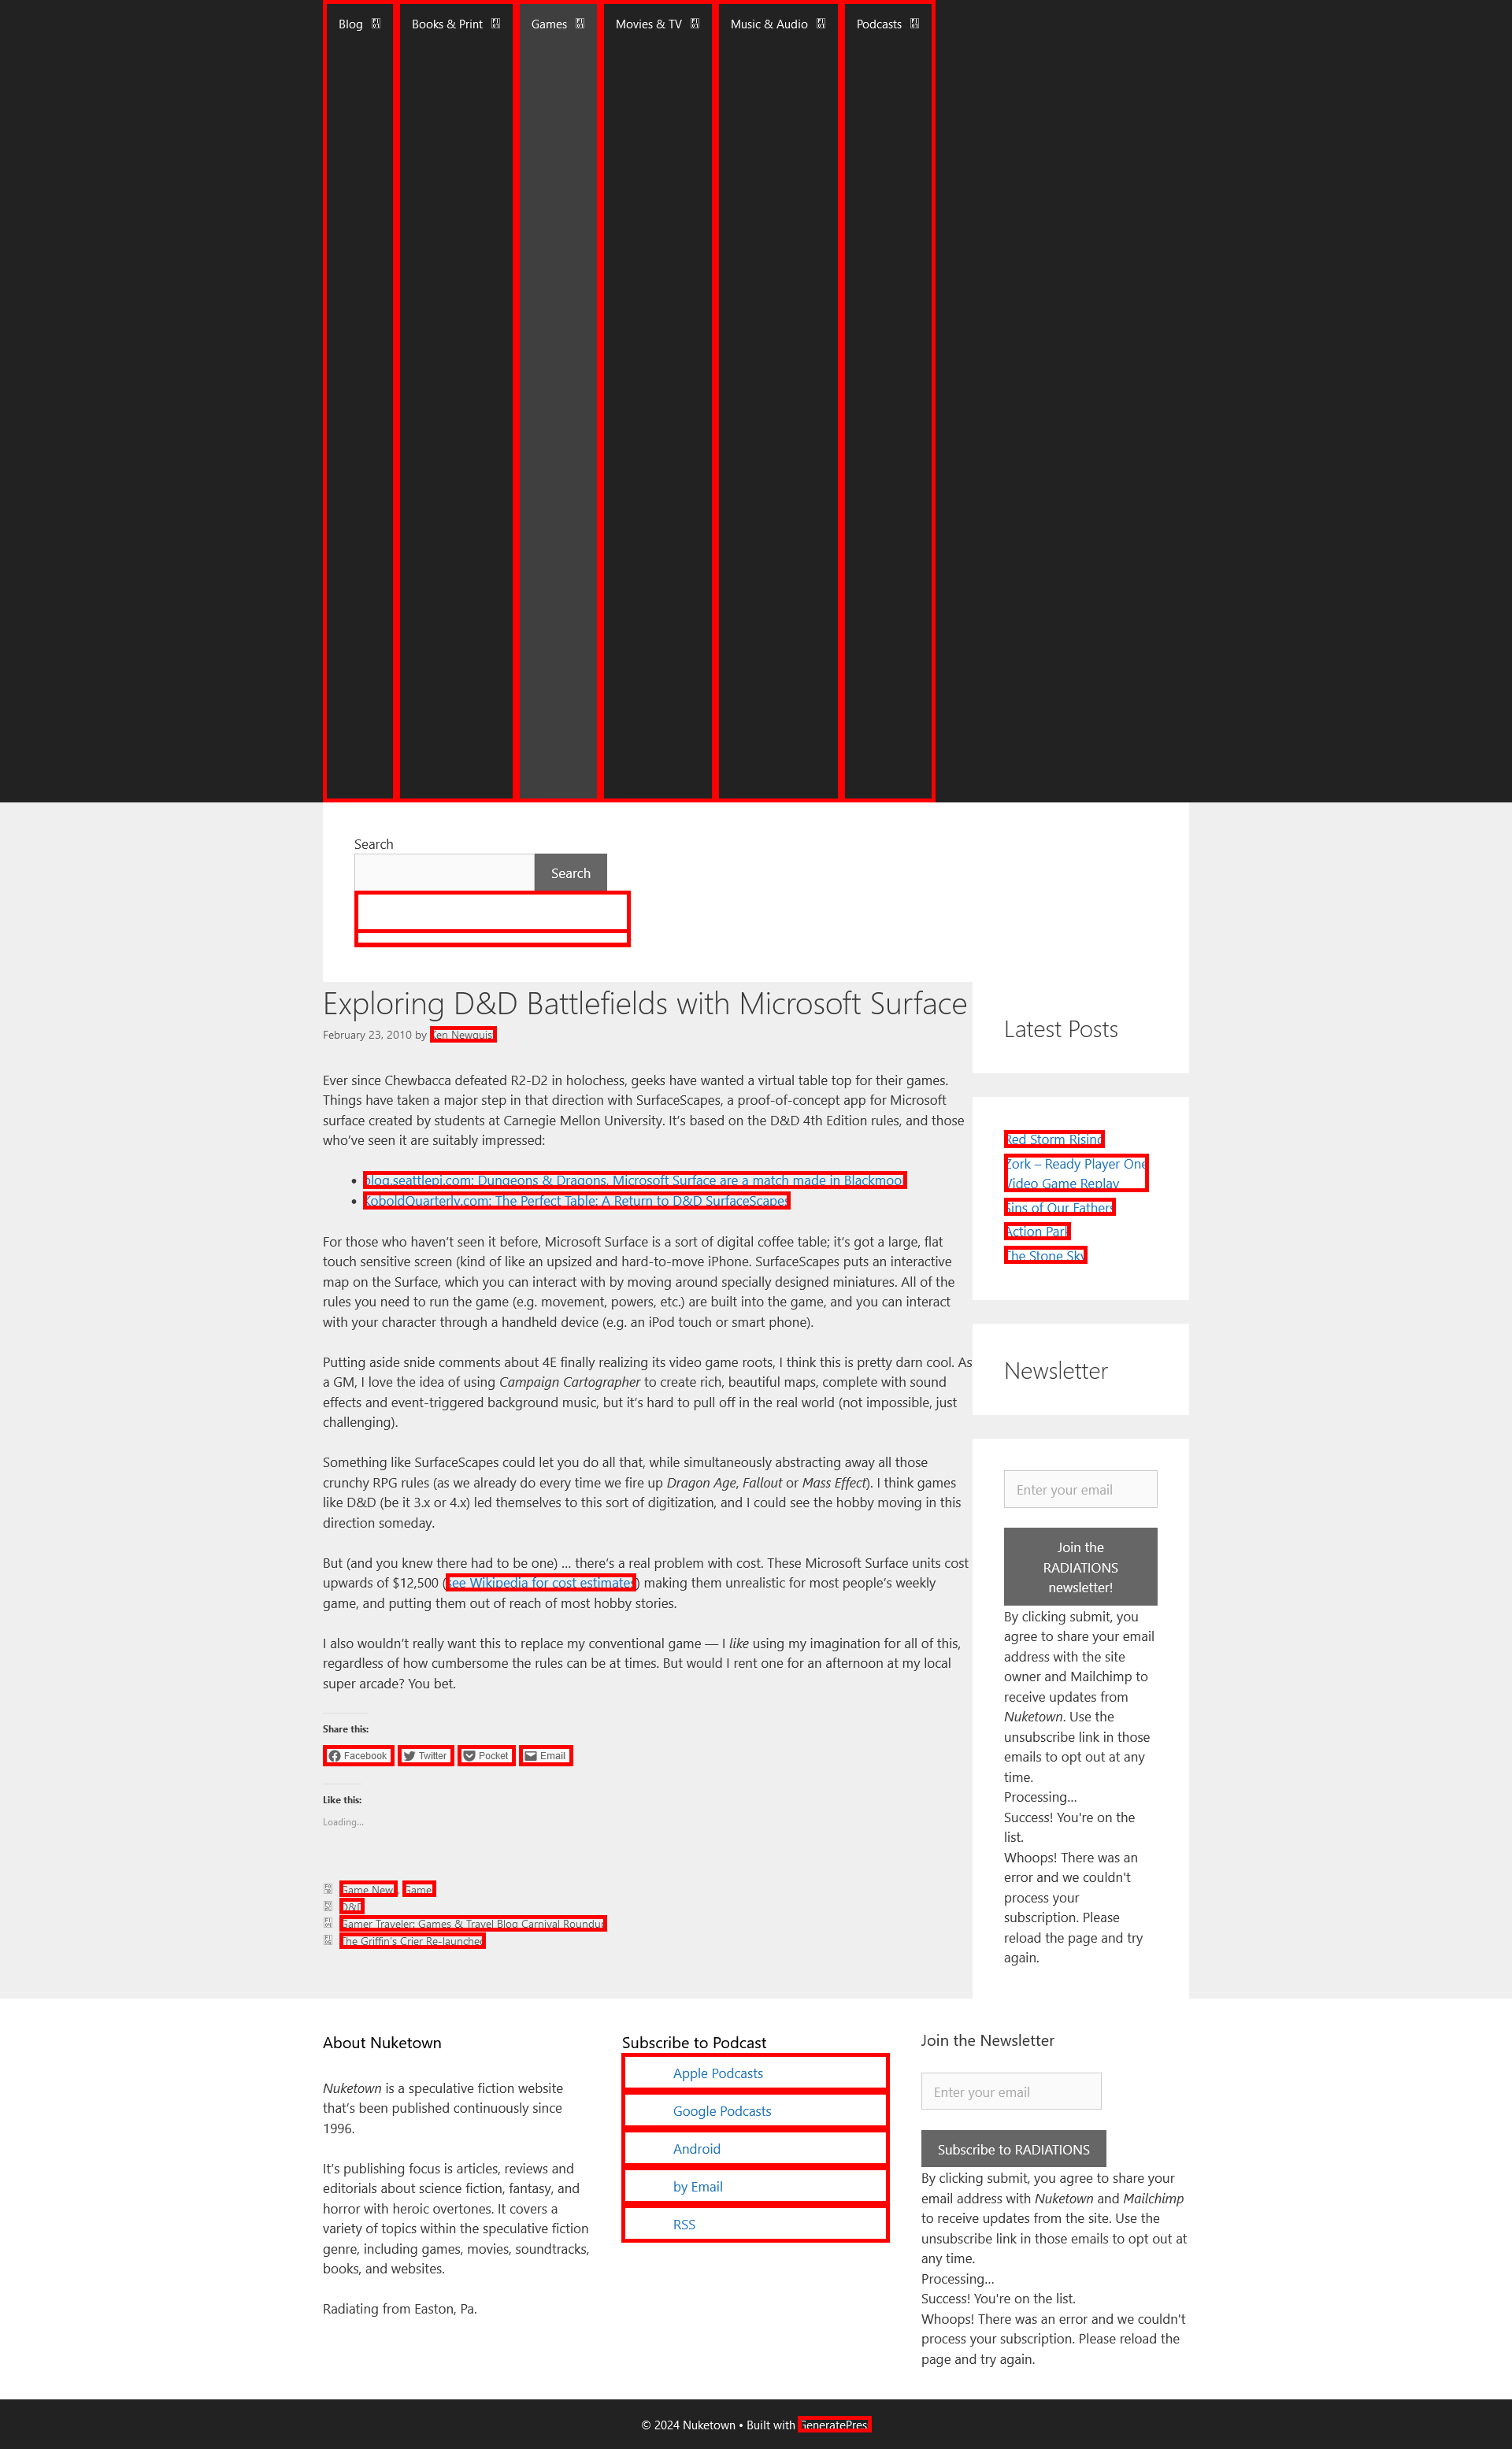 Blog
Books & Print
Games
Movies & TV
Music & Audio
Podcasts
Search
Search
Exploring D&D Battlefields with Microsoft Surface
February 23, 2010 by Ken Newquist
Ever since Chewbacca defeated R2-D2 in holochess, geeks have wanted a virtual table top for their games.
Things have taken a major step in that direction with SurfaceScapes, a proof-of-concept app for Microsoft
surface created by students at Carnegie Mellon University. It’s based on the D&D 4th Edition rules, and those
who’ve seen it are suitably impressed:
• blog.seattlepi.com: Dungeons & Dragons, Microsoft Surface are a match made in Blackmoor
• KoboldQuarterly.com: The Perfect Table: A Return to D&D SurfaceScapes
For those who haven’t seen it before, Microsoft Surface is a sort of digital coffee table; it’s got a large, flat
touch sensitive screen (kind of like an upsized and hard-to-move iPhone. SurfaceScapes puts an interactive
map on the Surface, which you can interact with by moving around specially designed miniatures. All of the
rules you need to run the game (e.g. movement, powers, etc.) are built into the game, and you can interact
with your character through a handheld device (e.g. an iPod touch or smart phone).
Putting aside snide comments about 4E finally realizing its video game roots, I think this is pretty darn cool. As
a GM, I love the idea of using Campaign Cartographer to create rich, beautiful maps, complete with sound
effects and event-triggered background music, but it’s hard to pull off in the real world (not impossible, just
challenging).
Something like SurfaceScapes could let you do all that, while simultaneously abstracting away all those
crunchy RPG rules (as we already do every time we fire up Dragon Age, Fallout or Mass Effect). I think games
like D&D (be it 3.x or 4.x) led themselves to this sort of digitization, and I could see the hobby moving in this
direction someday.
But (and you knew there had to be one) … there’s a real problem with cost. These Microsoft Surface units cost
upwards of $12,500 (see Wikipedia for cost estimates) making them unrealistic for most people’s weekly
game, and putting them out of reach of most hobby stories.
I also wouldn’t really want this to replace my conventional game — I like using my imagination for all of this,
regardless of how cumbersome the rules can be at times. But would I rent one for an afternoon at my local
super arcade? You bet.
Share this:
Facebook
Twitter
Pocket
Email
Like this:
Loading...
Game News, Games
D&D
Gamer Traveler: Games & Travel Blog Carnival Roundup
The Griffin’s Crier Re-launched
Latest Posts
Red Storm Rising
Zork – Ready Player One
Video Game Replay
Sins of Our Fathers
Action Park
The Stone Sky
Newsletter
Enter your email
Join the
RADIATIONS
newsletter!
By clicking submit, you
agree to share your email
address with the site
owner and Mailchimp to
receive updates from
Nuketown. Use the
unsubscribe link in those
emails to opt out at any
time.
Processing…
Success! You're on the
list.
Whoops! There was an
error and we couldn't
process your
subscription. Please
reload the page and try
again.
About Nuketown
Nuketown is a speculative fiction website
that’s been published continuously since
1996.
It’s publishing focus is articles, reviews and
editorials about science fiction, fantasy, and
horror with heroic overtones. It covers a
variety of topics within the speculative fiction
genre, including games, movies, soundtracks,
books, and websites.
Radiating from Easton, Pa.
Subscribe to Podcast
Apple Podcasts
Google Podcasts
Android
by Email
RSS
Join the Newsletter
Enter your email
Subscribe to RADIATIONS
By clicking submit, you agree to share your
email address with Nuketown and Mailchimp
to receive updates from the site. Use the
unsubscribe link in those emails to opt out at
any time.
Processing…
Success! You're on the list.
Whoops! There was an error and we couldn't
process your subscription. Please reload the
page and try again.
© 2024 Nuketown • Built with GeneratePress